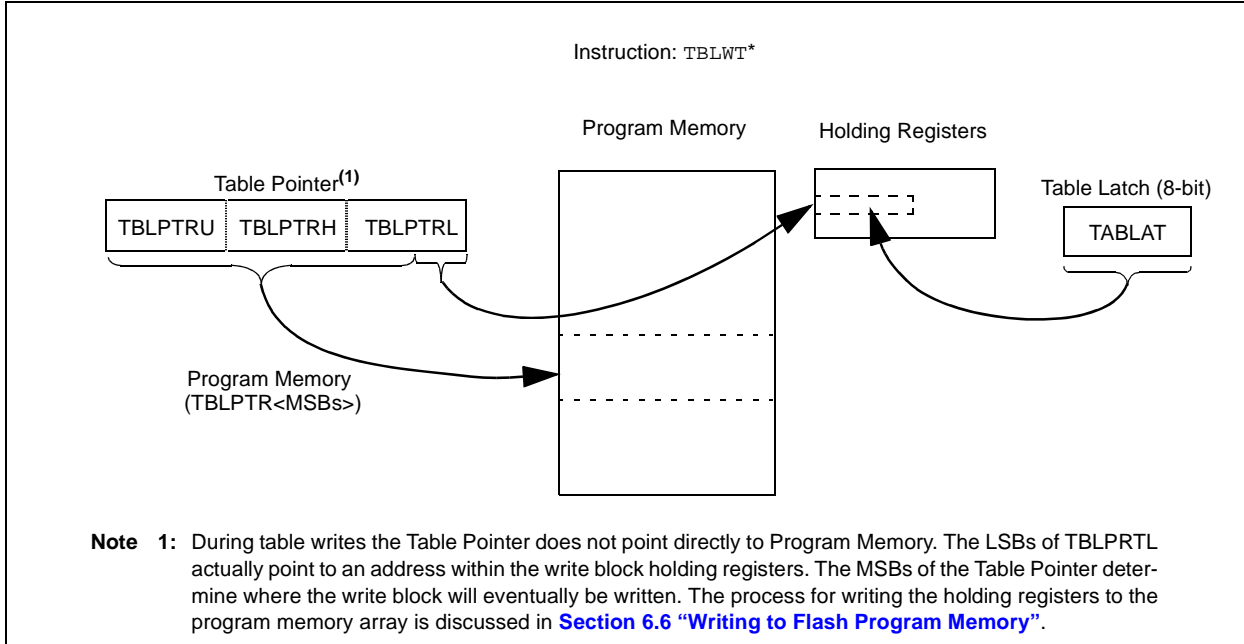 Instruction: TBLWT*
Program Memory
Holding Registers
Table Pointer(1)
Table Latch (8-bit)
TBLPTRU TBLPTRH TBLPTRL
TABLAT
Program Memory
(TBLPTR<MSBs>)
Note 1: During table writes the Table Pointer does not point directly to Program Memory. The LSBs of TBLPRTL
actually point to an address within the write block holding registers. The MSBs of the Table Pointer deter-
mine where the write block will eventually be written. The process for writing the holding registers to the
program memory array is discussed in Section 6.6 “Writing to Flash Program Memory”.